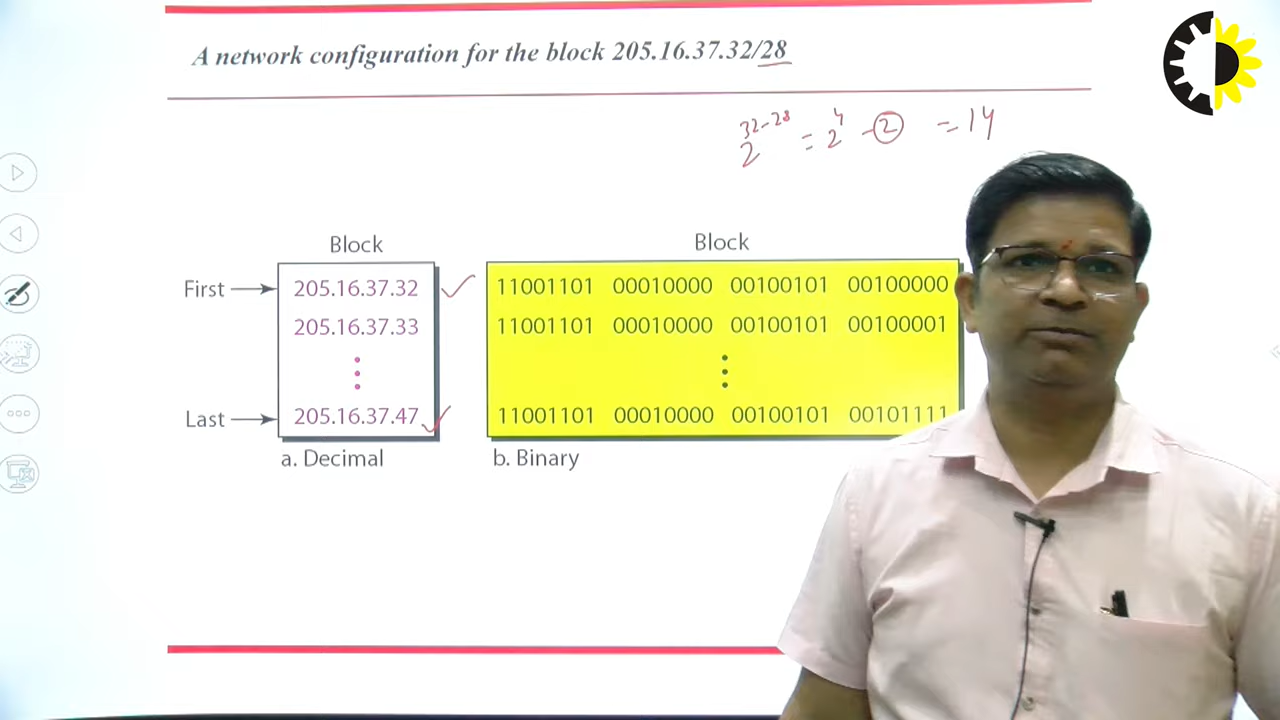 A network configuration for the block 205.16.37.32/28
2^32-28 = 2^4 - 2 = 14
Block
Block
First
205.16.37.32
11001101 00010000 00100101 00100000
205.16.37.33
11001101 00010000 00100101 00100001
Last
205.16.37.47
11001101 00010000 00100101 00101111
a. Decimal
b. Binary